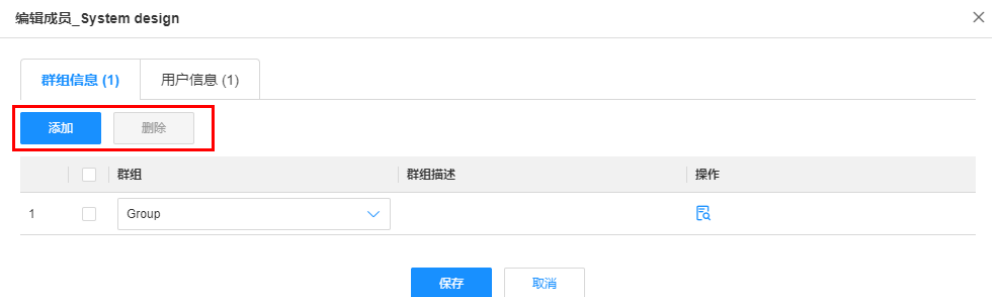 编辑成员_System design
群组信息 (1) 用户信息 (1)
添加 删除
群组 群组描述 操作
1 Group
保存 取消